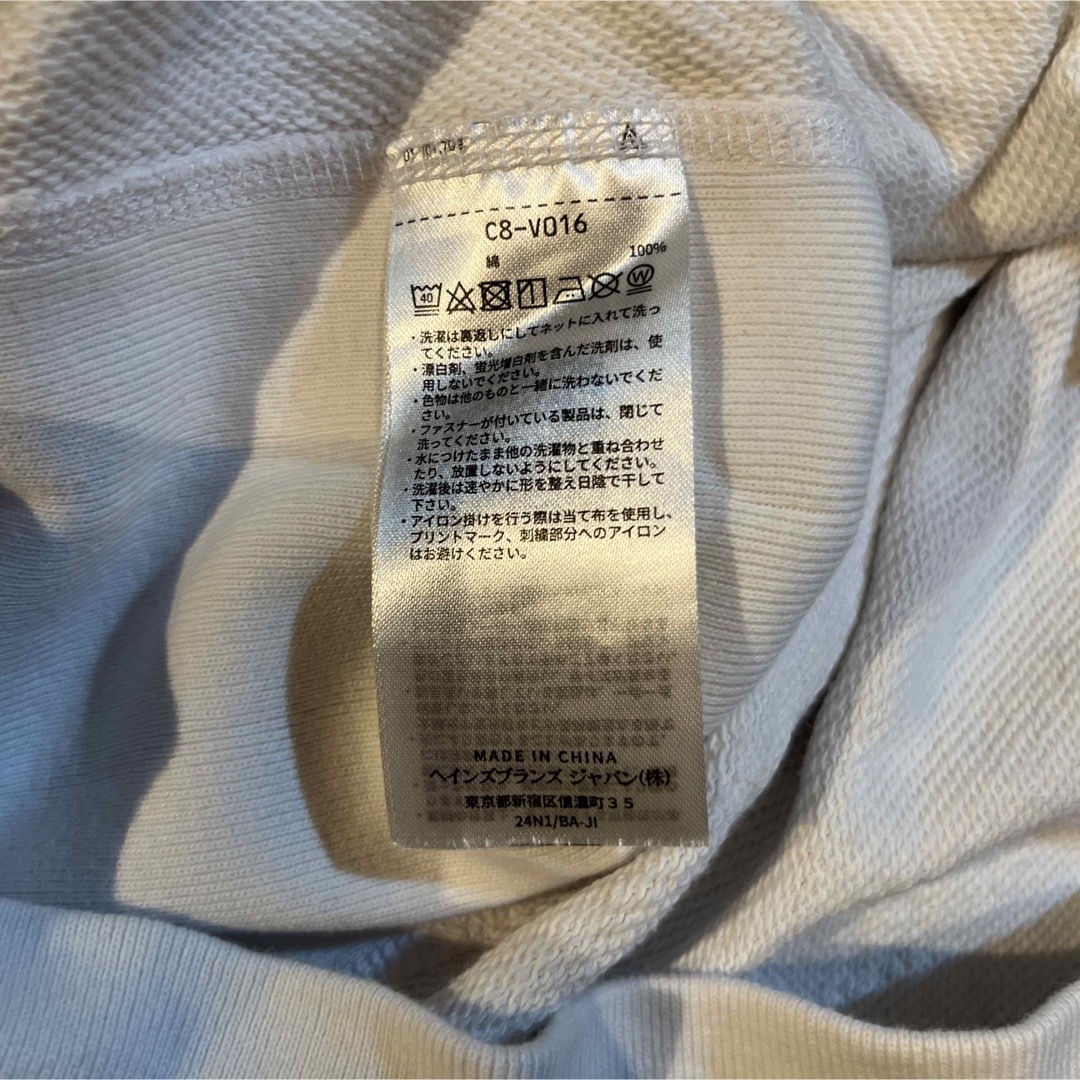 C8-V016
綿 100%
40 W
・洗濯は裏返しにしてネットに入れて洗っ
てください。
・漂白剤、蛍光増白剤を含んだ洗剤は、使
用しないでください。
・色物は他のものと一緒に洗わないでくだ
さい。
・ファスナーが付いている製品は、閉じて
洗ってください。
・水につけたまま他の洗濯物と重ね合わせ
たり、放置しないようにしてください。
・洗濯後は速やかに形を整え日陰で干して
下さい。
・アイロン掛けを行う際は当て布を使用し、
プリントマーク、刺繍部分へのアイロン
はお避けください。
MADE IN CHINA
ヘインズブランズ ジャパン(株)
東京都新宿区信濃町３５
24N1/BA-JI